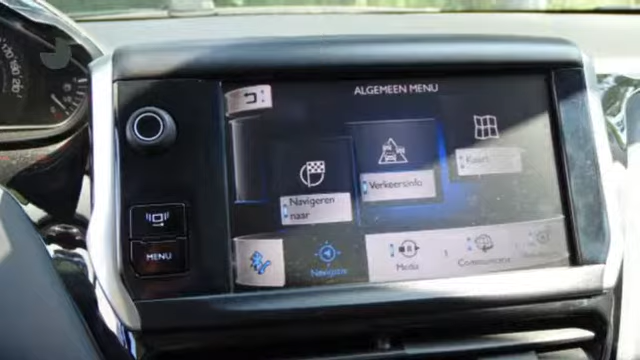 ALGEMEEN MENU
Navigeren
naar
Verkeersinfo
Kaart
MENU
Navigatie
Media
Communicatie